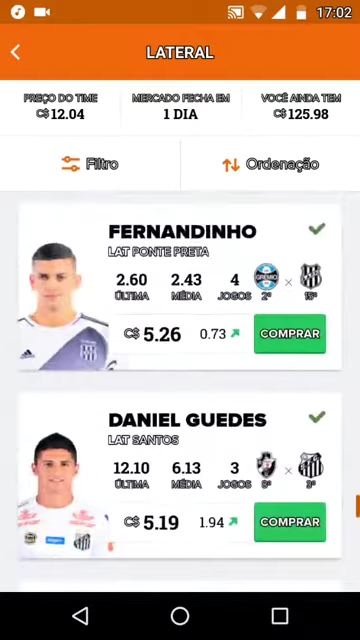 17:02
LATERAL
PREÇO DO TIME
C$ 12.04
MERCADO FECHA EM
1 DIA
VOCÊ AINDA TEM
C$ 125.98
Filtro
Ordenação
FERNANDINHO
LAT PONTE PRETA
2.60 2.43 4
ÚLTIMA MÉDIA JOGOS 2º × 15º
C$ 5.26 0.73 COMPRAR
DANIEL GUEDES
LAT SANTOS
12.10 6.13 3
ÚLTIMA MÉDIA JOGOS × 3º
C$ 5.19 1.94 COMPRAR